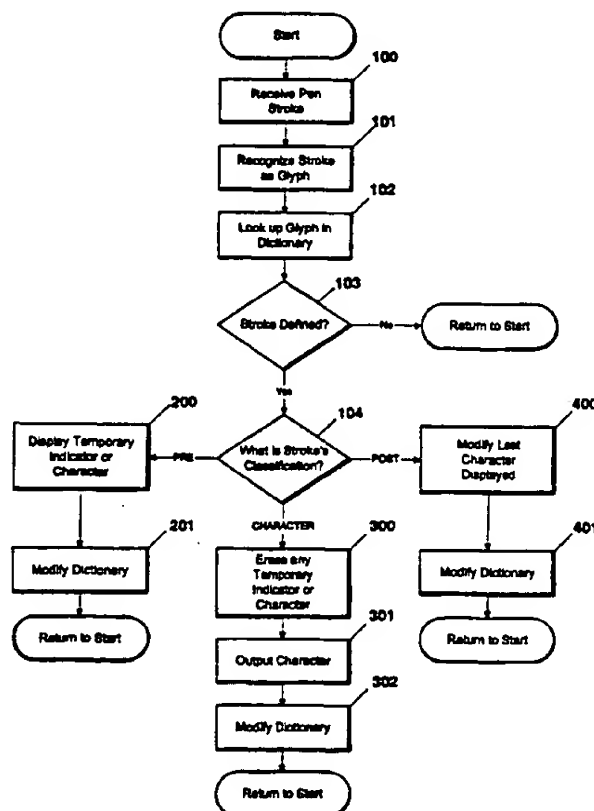 Start
100
Receive Pen
Stroke
101
Recognize Stroke
as Glyph
102
Look up Glyph in
Dictionary
103
Stroke Defined?
No
Return to Start
Yes
104
What is Stroke's
Classification?
PRE
POST
CHARACTER
200
Display Temporary
Indicator or
Character
201
Modify Dictionary
Return to Start
300
Erase any
Temporary
Indicator or
Character
301
Output Character
302
Modify Dictionary
Return to Start
400
Modify Last
Character
Displayed
401
Modify Dictionary
Return to Start